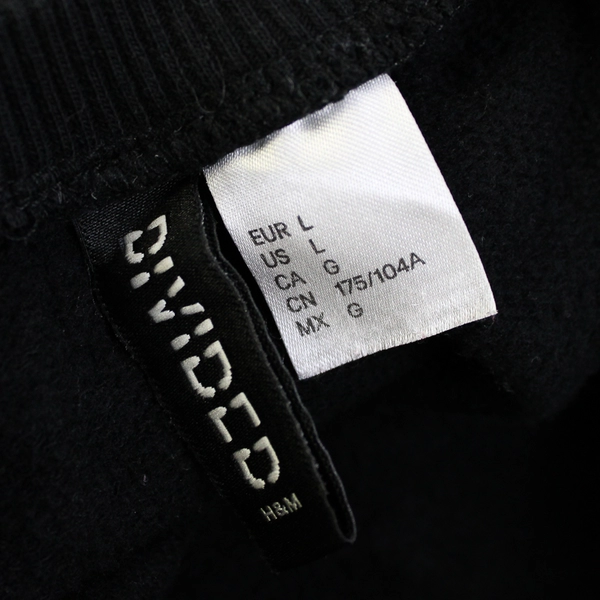 DIVIDED
H&M
EUR L
US L
CA G
CN 175/104A
MX G